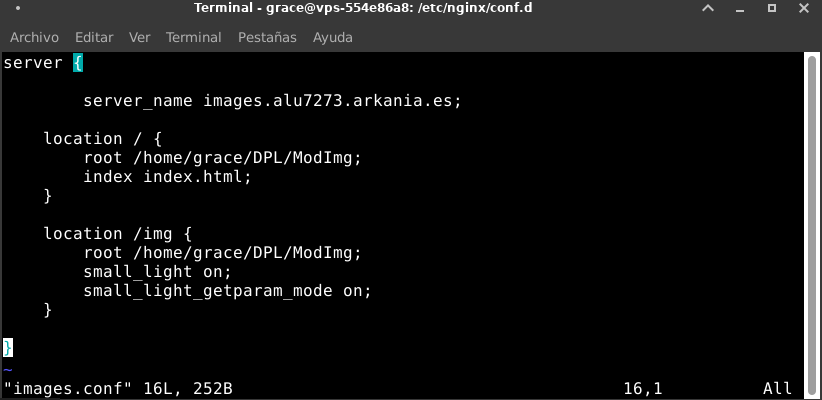 Terminal - grace@vps-554e86a8: /etc/nginx/conf.d
Archivo Editar Ver Terminal Pestañas Ayuda
server {
server_name images.alu7273.arkania.es;
location / {
root /home/grace/DPL/ModImg;
index index.html;
}
location /img {
root /home/grace/DPL/ModImg;
small_light on;
small_light_getparam_mode on;
}
}
~
"images.conf" 16L, 252B 16,1 All